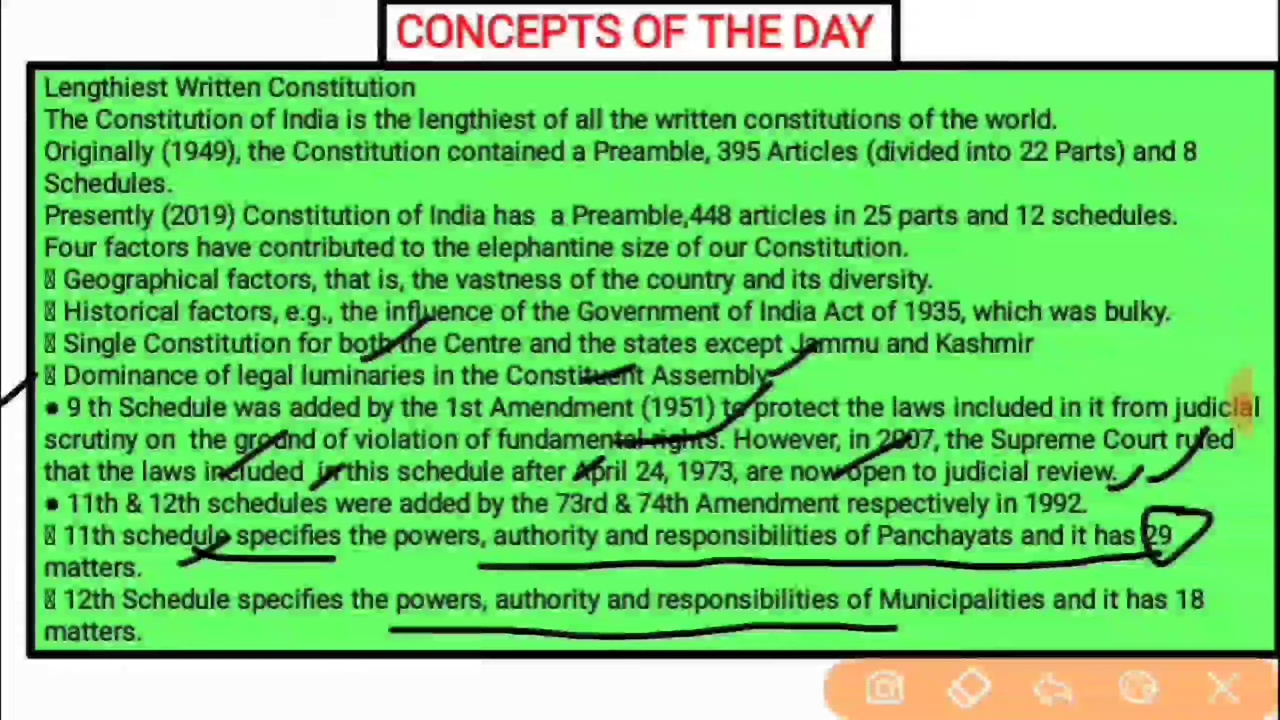 CONCEPTS OF THE DAY
Lengthiest Written Constitution
The Constitution of India is the lengthiest of all the written constitutions of the world.
Originally (1949), the Constitution contained a Preamble, 395 Articles (divided into 22 Parts) and 8
Schedules.
Presently (2019) Constitution of India has a Preamble,448 articles in 25 parts and 12 schedules.
Four factors have contributed to the elephantine size of our Constitution.
Geographical factors, that is, the vastness of the country and its diversity.
Historical factors, e.g., the influence of the Government of India Act of 1935, which was bulky.
Single Constitution for both the Centre and the states except Jammu and Kashmir
Dominance of legal luminaries in the Constituent Assembly
● 9 th Schedule was added by the 1st Amendment (1951) to protect the laws included in it from judicial
scrutiny on the ground of violation of fundamental rights. However, in 2007, the Supreme Court ruled
that the laws included in this schedule after April 24, 1973, are now open to judicial review.
● 11th & 12th schedules were added by the 73rd & 74th Amendment respectively in 1992.
11th schedule specifies the powers, authority and responsibilities of Panchayats and it has 29
matters.
12th Schedule specifies the powers, authority and responsibilities of Municipalities and it has 18
matters.